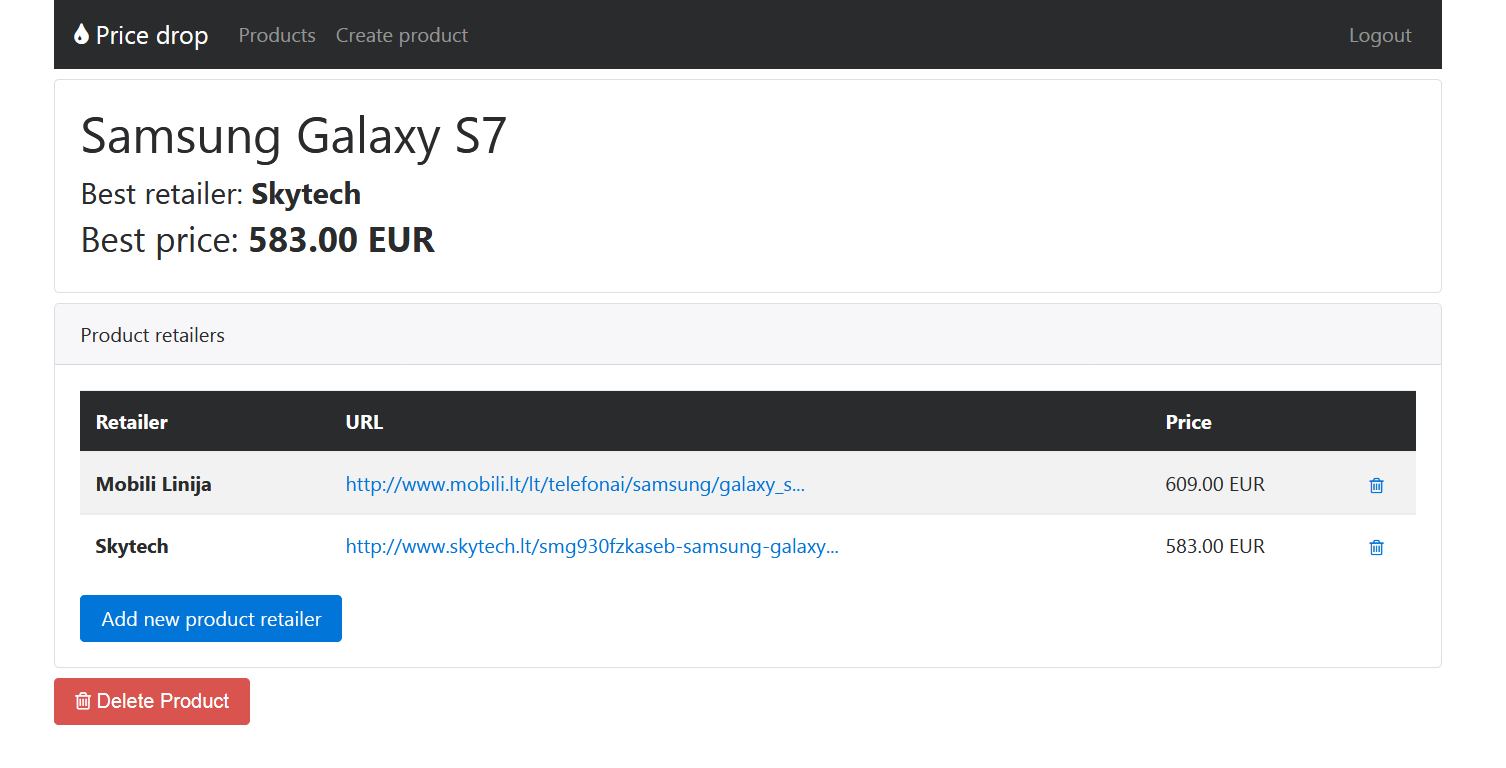 Price drop Products Create product Logout
Samsung Galaxy S7
Best retailer: Skytech
Best price: 583.00 EUR
Product retailers
Retailer URL Price
Mobili Linija http://www.mobili.lt/lt/telefonai/samsung/galaxy_s... 609.00 EUR
Skytech http://www.skytech.lt/smg930fzkaseb-samsung-galaxy... 583.00 EUR
Add new product retailer
Delete Product